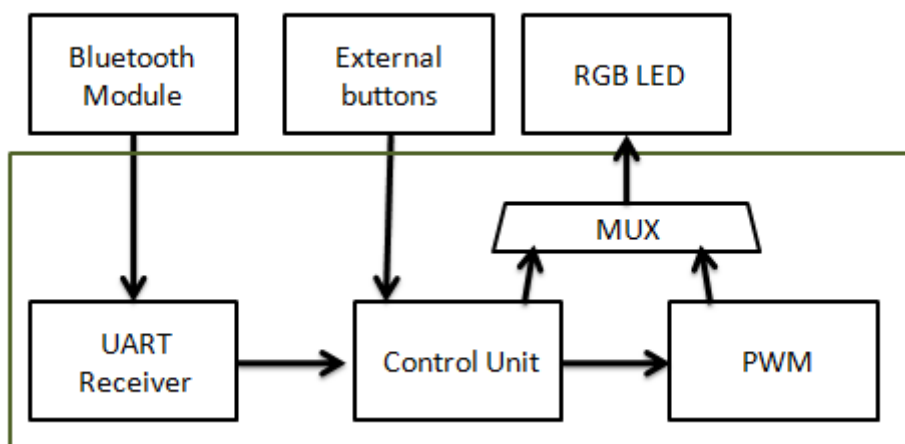 Bluetooth
Module
External
buttons
RGB LED
MUX
UART
Receiver
Control Unit
PWM